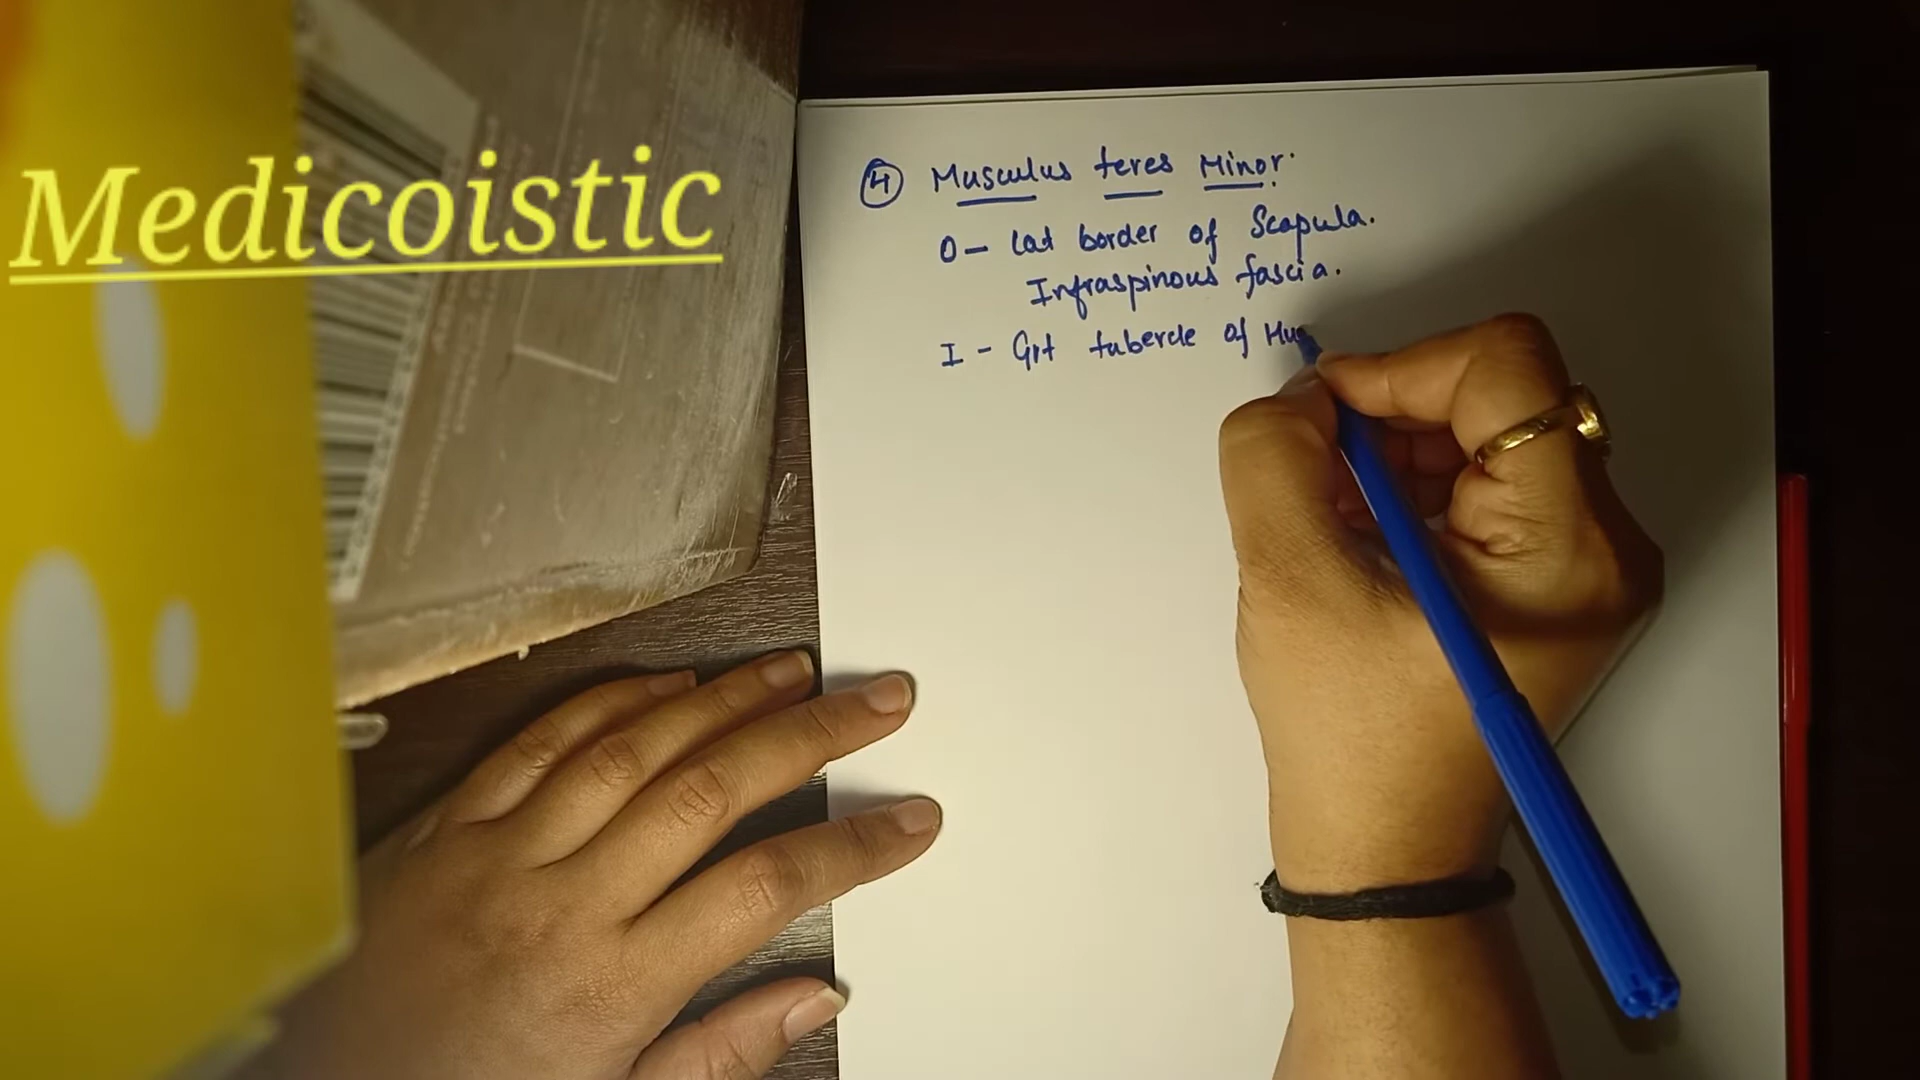 Medicoistic
④ Musculus teres Minor.
O - Lat border of Scapula.
Infraspinous fascia.
I - Grt tubercle of Hu